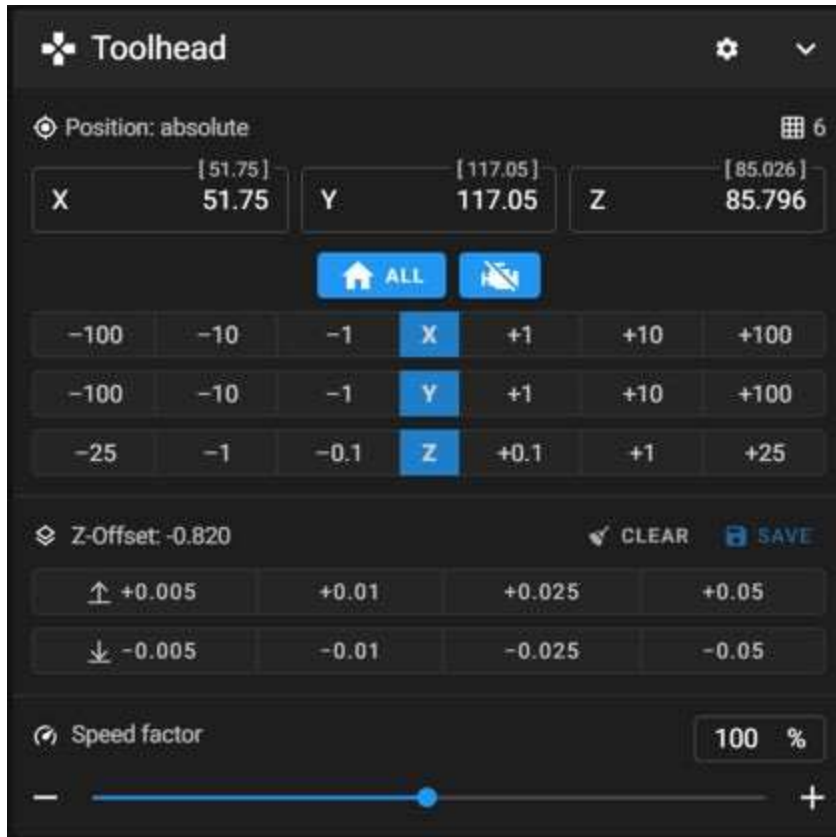 Toolhead
Position: absolute 6
[ 51.75 ] [ 117.05 ] [ 85.026 ]
X 51.75 Y 117.05 Z 85.796
ALL
−100 −10 −1 X +1 +10 +100
−100 −10 −1 Y +1 +10 +100
−25 −1 −0.1 Z +0.1 +1 +25
Z-Offset: -0.820 CLEAR SAVE
+0.005 +0.01 +0.025 +0.05
−0.005 −0.01 −0.025 −0.05
Speed factor 100 %